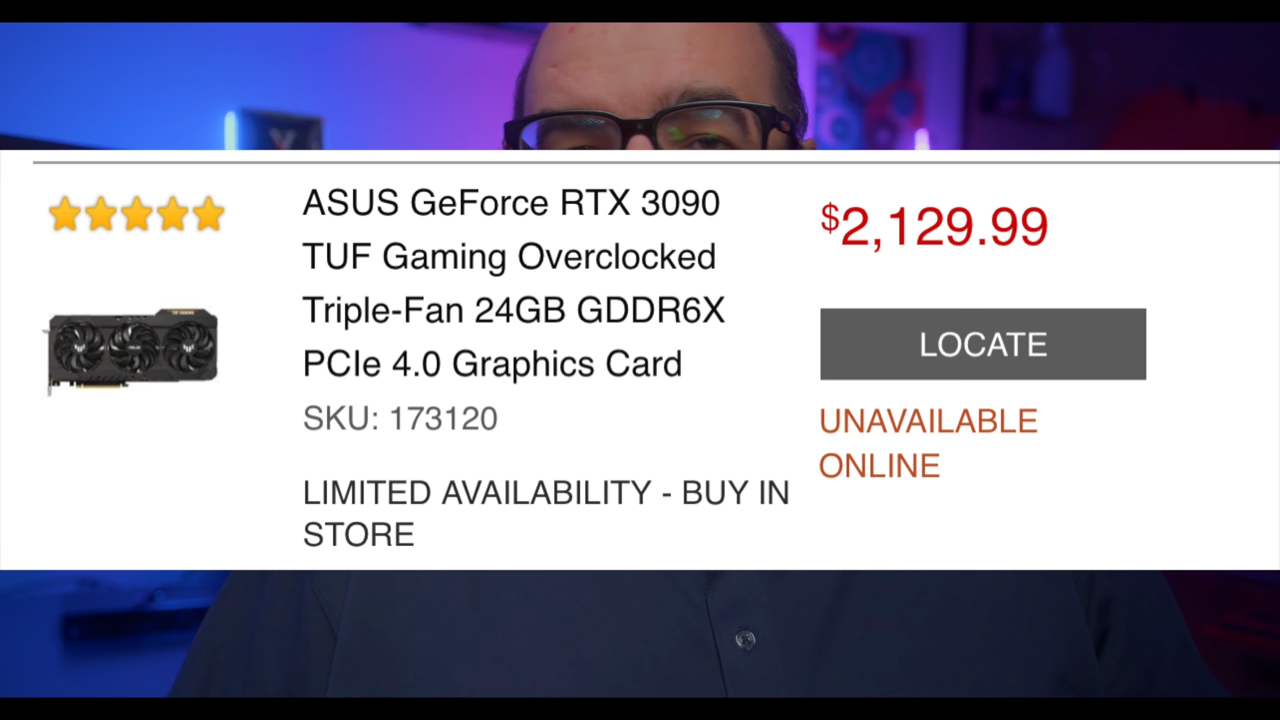 ASUS GeForce RTX 3090
TUF Gaming Overclocked
Triple-Fan 24GB GDDR6X
PCIe 4.0 Graphics Card
SKU: 173120
LIMITED AVAILABILITY - BUY IN
STORE
$2,129.99
LOCATE
UNAVAILABLE
ONLINE